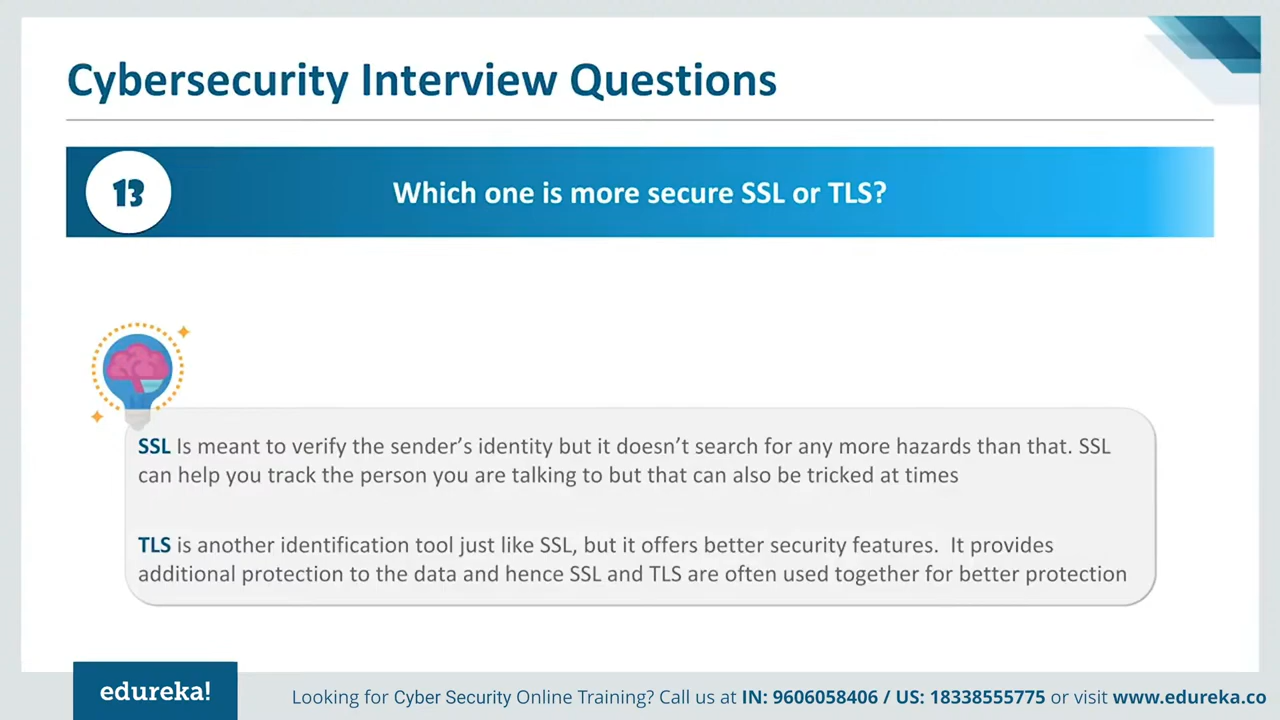 Cybersecurity Interview Questions
13
Which one is more secure SSL or TLS?
SSL Is meant to verify the sender's identity but it doesn't search for any more hazards than that. SSL
can help you track the person you are talking to but that can also be tricked at times
TLS is another identification tool just like SSL, but it offers better security features.  It provides
additional protection to the data and hence SSL and TLS are often used together for better protection
edureka!
Looking for Cyber Security Online Training? Call us at IN: 9606058406 / US: 18338555775 or visit www.edureka.co